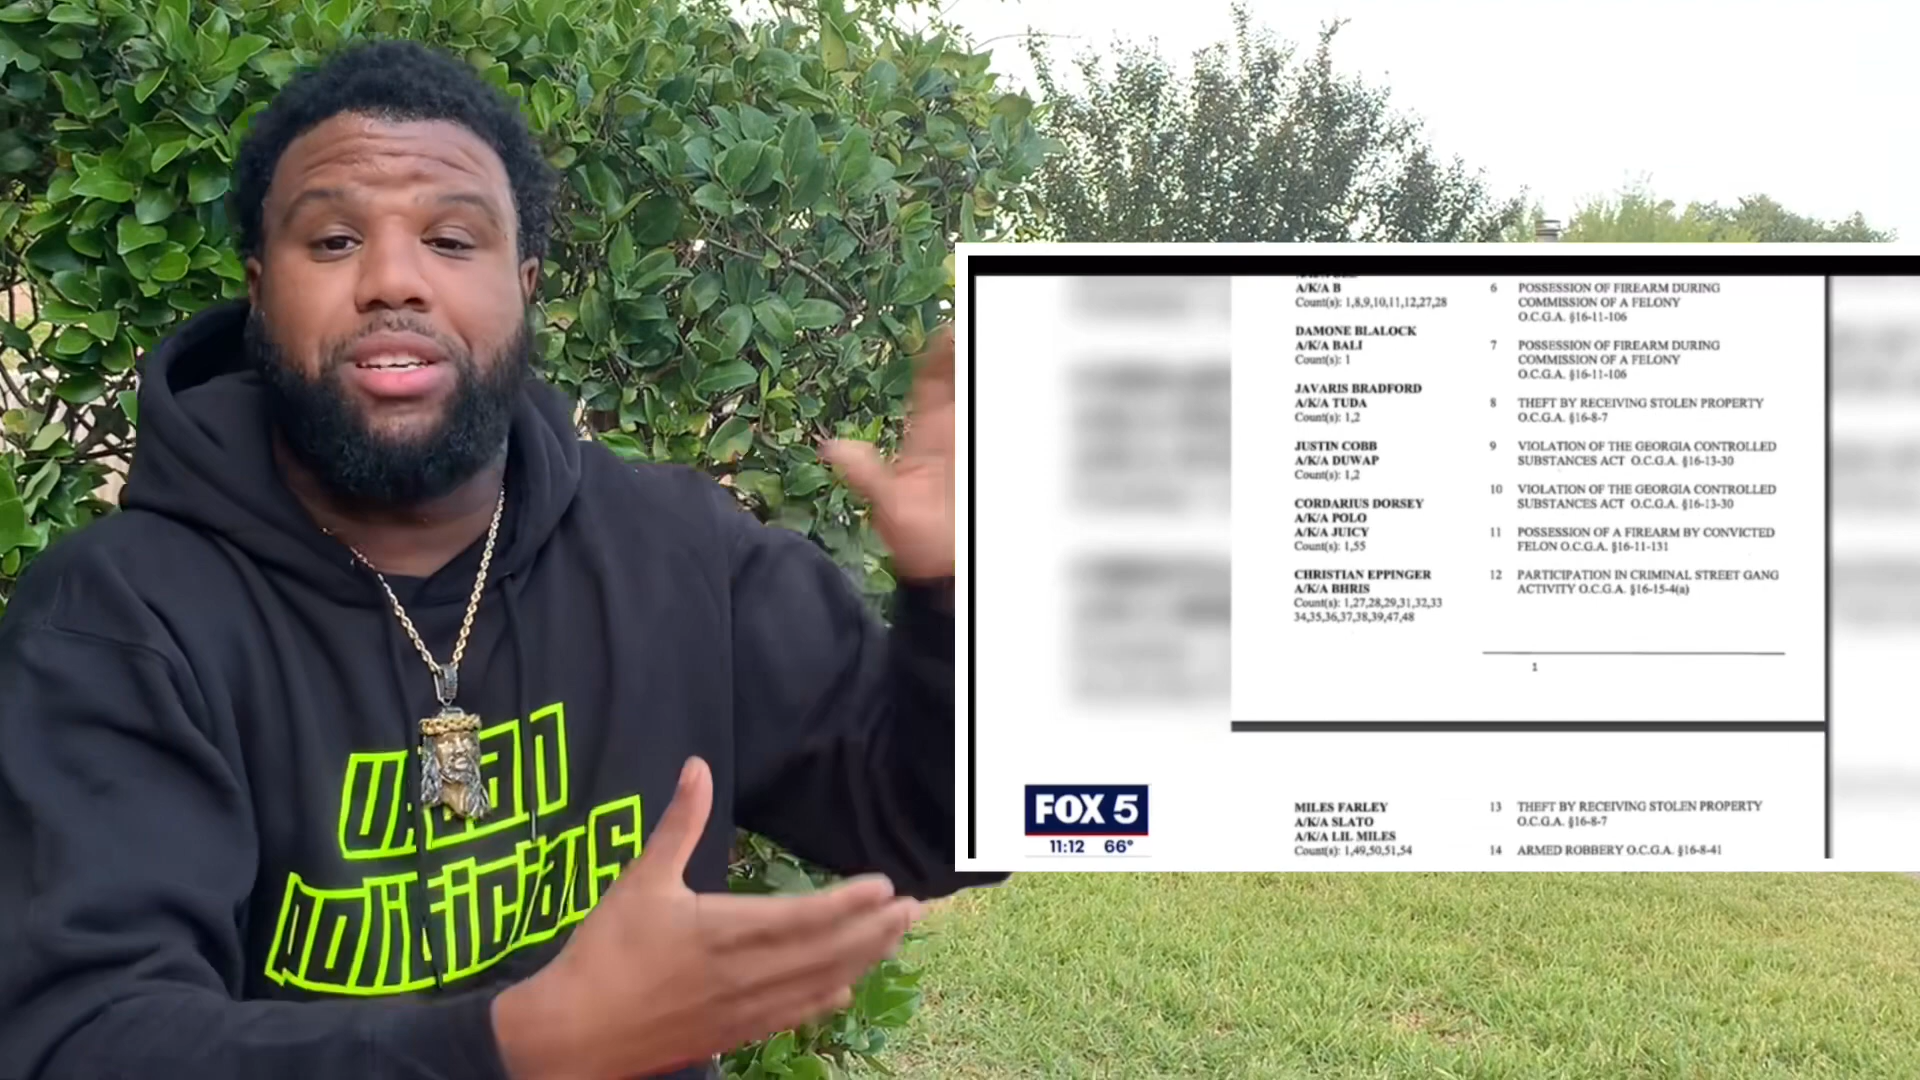 urban
politicians
A/K/A B
Count(s): 1,8,9,10,11,12,27,28
DAMONE BLALOCK
A/K/A BALI
Count(s): 1
JAVARIS BRADFORD
A/K/A TUDA
Count(s): 1,2
JUSTIN COBB
A/K/A DUWAP
Count(s): 1,2
CORDARIUS DORSEY
A/K/A POLO
A/K/A JUICY
Count(s): 1,55
CHRISTIAN EPPINGER
A/K/A BHRIS
Count(s): 1,27,28,29,31,32,33
34,35,36,37,38,39,47,48
6 POSSESSION OF FIREARM DURING
COMMISSION OF A FELONY
O.C.G.A. §16-11-106
7 POSSESSION OF FIREARM DURING
COMMISSION OF A FELONY
O.C.G.A. §16-11-106
8 THEFT BY RECEIVING STOLEN PROPERTY
O.C.G.A. §16-8-7
9 VIOLATION OF THE GEORGIA CONTROLLED
SUBSTANCES ACT O.C.G.A. §16-13-30
10 VIOLATION OF THE GEORGIA CONTROLLED
SUBSTANCES ACT O.C.G.A. §16-13-30
11 POSSESSION OF A FIREARM BY CONVICTED
FELON O.C.G.A. §16-11-131
12 PARTICIPATION IN CRIMINAL STREET GANG
ACTIVITY O.C.G.A. §16-15-4(a)
1
MILES FARLEY
A/K/A SLATO
A/K/A LIL MILES
Count(s): 1,49,50,51,54
13 THEFT BY RECEIVING STOLEN PROPERTY
O.C.G.A. §16-8-7
14 ARMED ROBBERY O.C.G.A. §16-8-41
FOX 5
11:12 66°